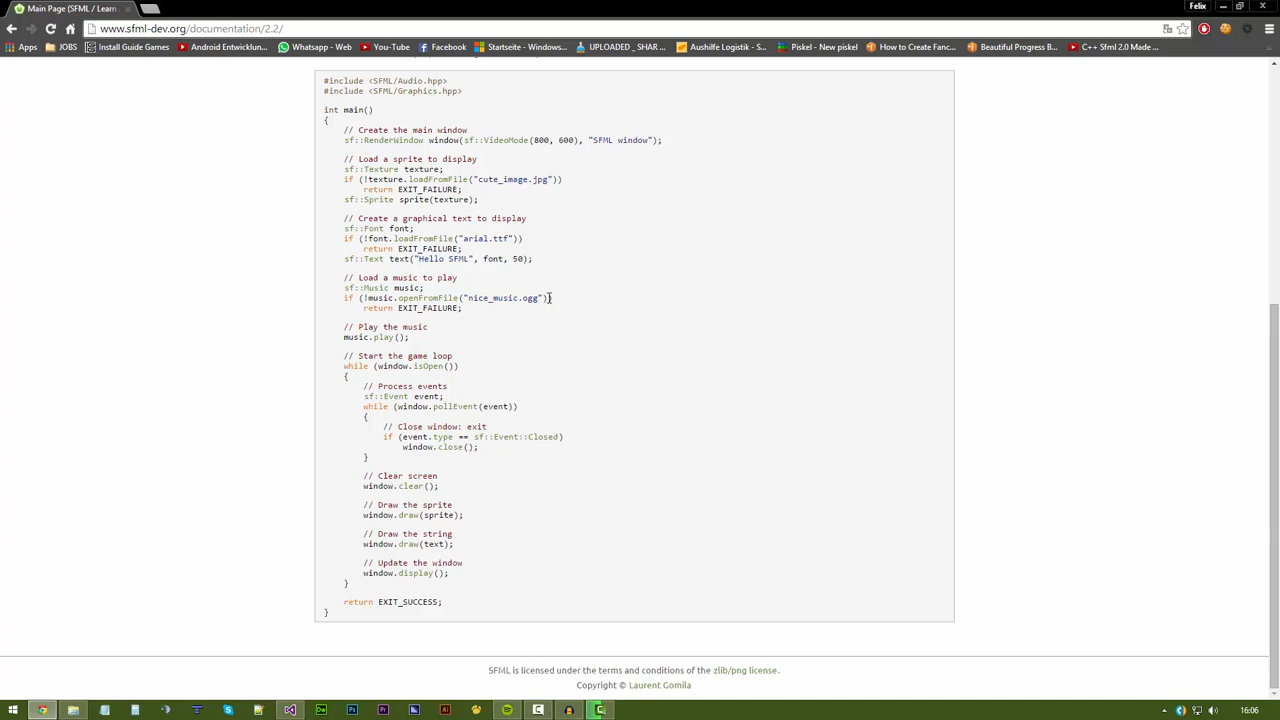 Main Page (SFML / Learn
Felix
www.sfml-dev.org/documentation/2.2/
Apps
JOBS
Install Guide Games
Android Entwicklun...
Whatsapp - Web
YouTube
Facebook
Startseite - Windows...
UPLOADED _ SHAR ...
Aushilfe Logistik - S...
Piskel - New piskel
How to Create Fanc...
Beautiful Progress B...
C++ Sfml 2.0 Made ...
#include <SFML/Audio.hpp>
#include <SFML/Graphics.hpp>
int main()
{
// Create the main window
sf::RenderWindow window(sf::VideoMode(800, 600), "SFML window");
// Load a sprite to display
sf::Texture texture;
if (!texture.loadFromFile("cute_image.jpg"))
return EXIT_FAILURE;
sf::Sprite sprite(texture);
// Create a graphical text to display
sf::Font font;
if (!font.loadFromFile("arial.ttf"))
return EXIT_FAILURE;
sf::Text text("Hello SFML", font, 50);
// Load a music to play
sf::Music music;
if (!music.openFromFile("nice_music.ogg"))
return EXIT_FAILURE;
// Play the music
music.play();
// Start the game loop
while (window.isOpen())
{
// Process events
sf::Event event;
while (window.pollEvent(event))
{
// Close window: exit
if (event.type == sf::Event::Closed)
window.close();
}
// Clear screen
window.clear();
// Draw the sprite
window.draw(sprite);
// Draw the string
window.draw(text);
// Update the window
window.display();
}
return EXIT_SUCCESS;
}
SFML is licensed under the terms and conditions of the zlib/png license.
Copyright © Laurent Gomila
16:06